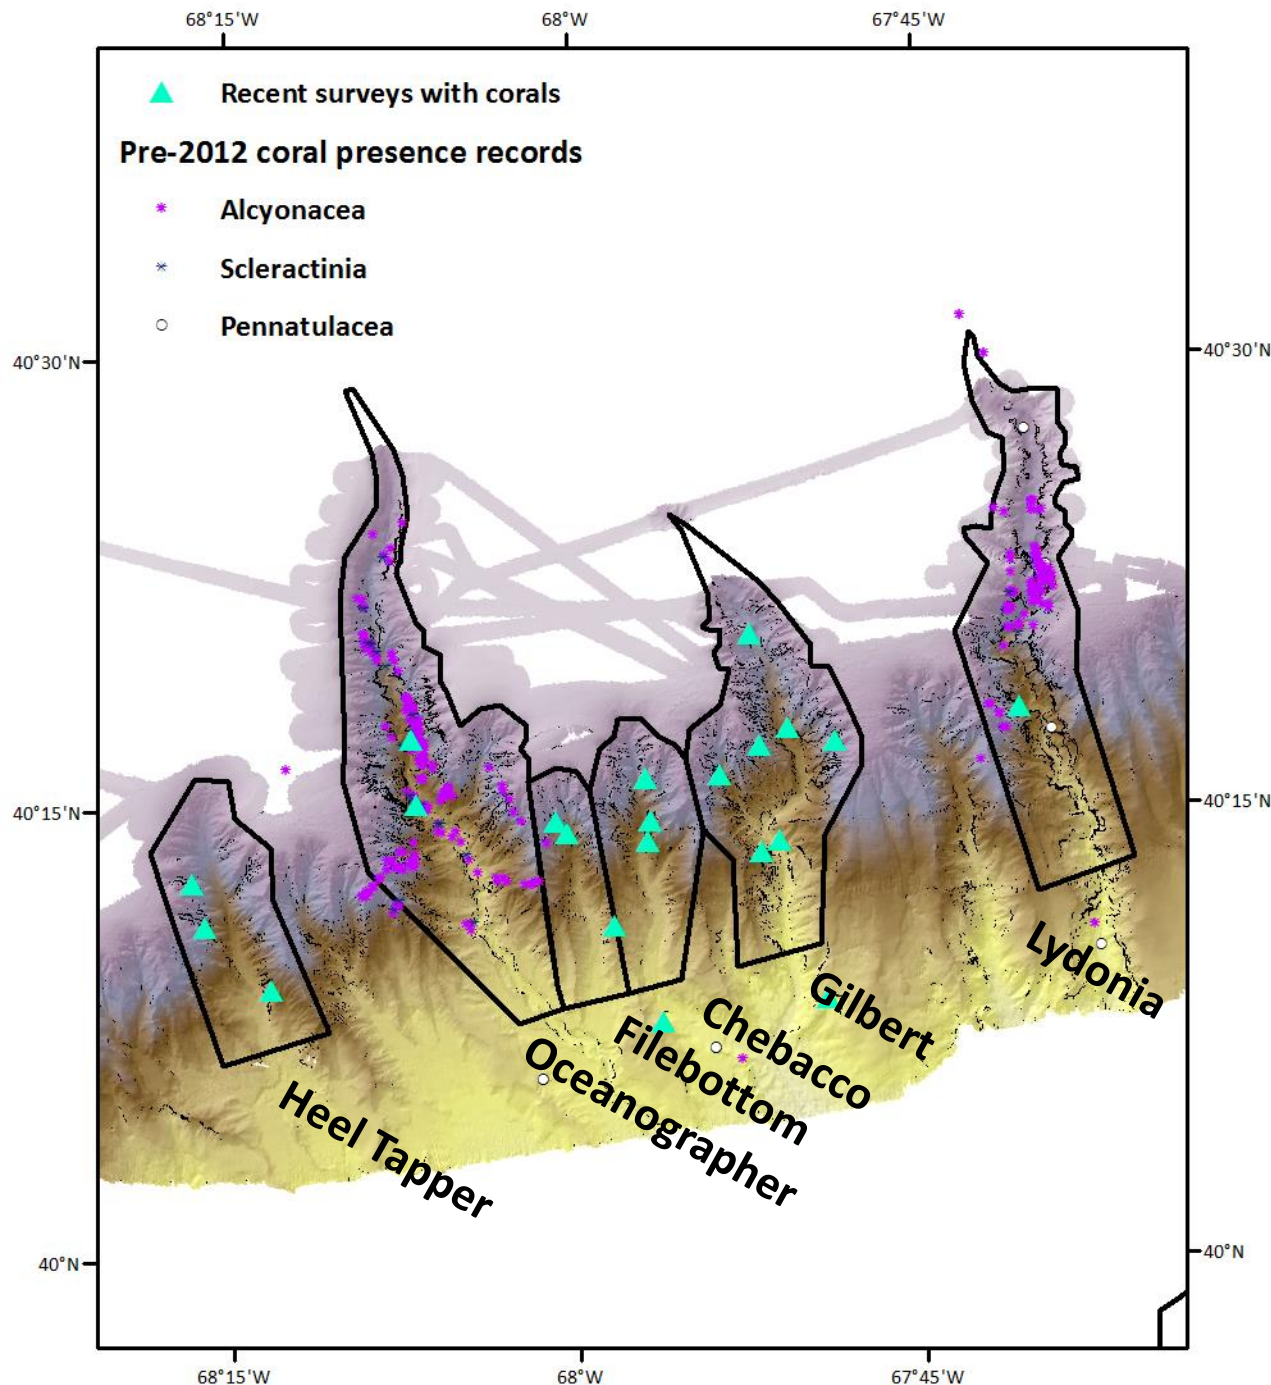 68°15'W 68°W 67°45'W
Recent surveys with corals
Pre-2012 coral presence records
Alcyonacea
Scleractinia
Pennatulacea
40°30'N 40°30'N
40°15'N 40°15'N
Lydonia
Gilbert
Chebacco
Filebottom
Oceanographer
Heel Tapper
40°N 40°N
68°15'W 68°W 67°45'W